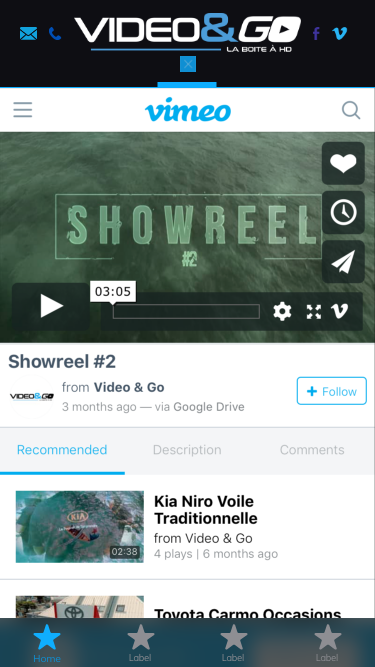 VIDEO&GO
LA BOITE À HD
vimeo
SHOWREEL
#2
03:05
Showreel #2
VIDEO&GO
from Video & Go
3 months ago — via Google Drive
+ Follow
Recommended
Description
Comments
Kia Niro Voile
Traditionnelle
from Video & Go
4 plays | 6 months ago
KIA
02:38
Toyota Carmo Occasions
Home
Label
Label
Label